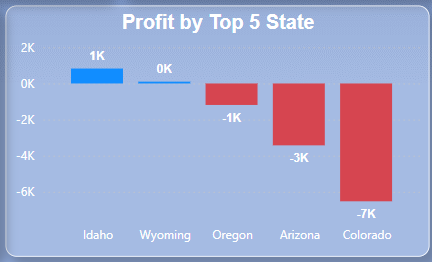 Profit by Top 5 State
2K
0K
-2K
-4K
-6K
1K
0K
-1K
-3K
-7K
Idaho
Wyoming
Oregon
Arizona
Colorado